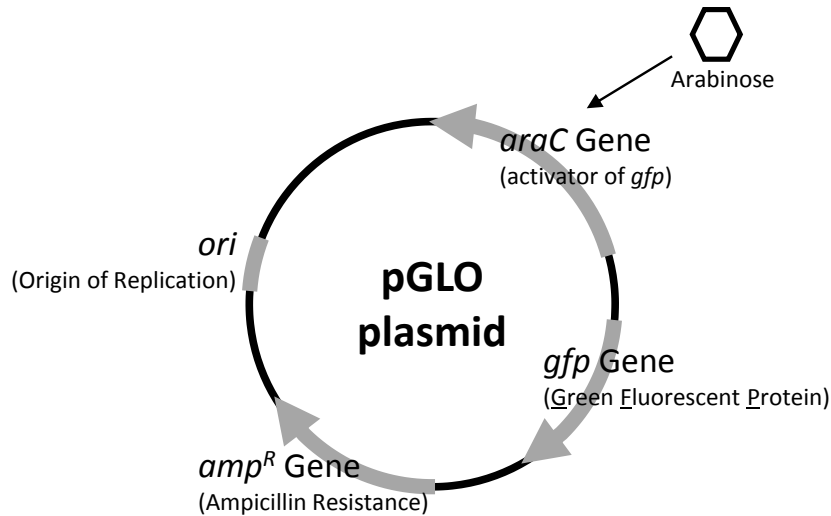 Arabinose
araC Gene
(activator of gfp)
ori
(Origin of Replication)
pGLO
plasmid
gfp Gene
(Green Fluorescent Protein)
ampᴿ Gene
(Ampicillin Resistance)